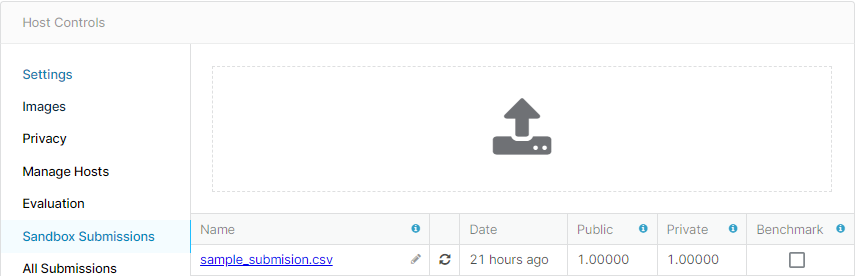 Host Controls
Settings
Images
Privacy
Manage Hosts
Evaluation
Sandbox Submissions
All Submissions
Name Date Public Private Benchmark
sample_submision.csv 21 hours ago 1.00000 1.00000